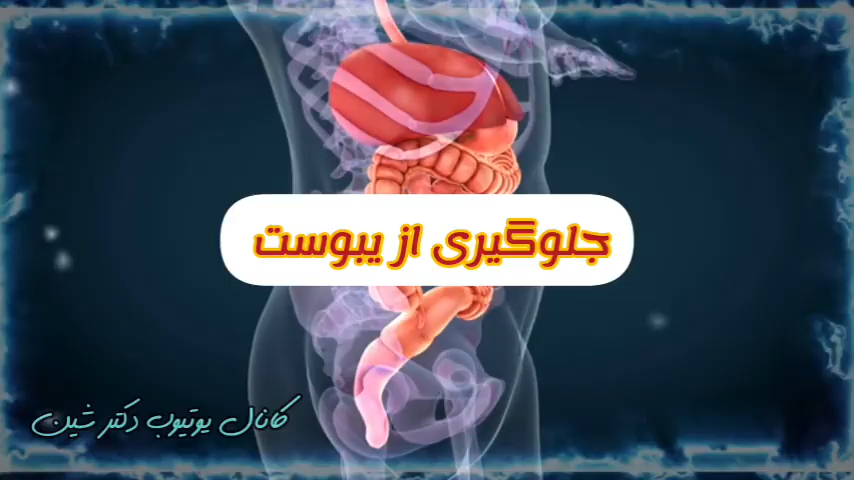 جلوگیری از یبوست
کانال یوتیوب دکتر شین